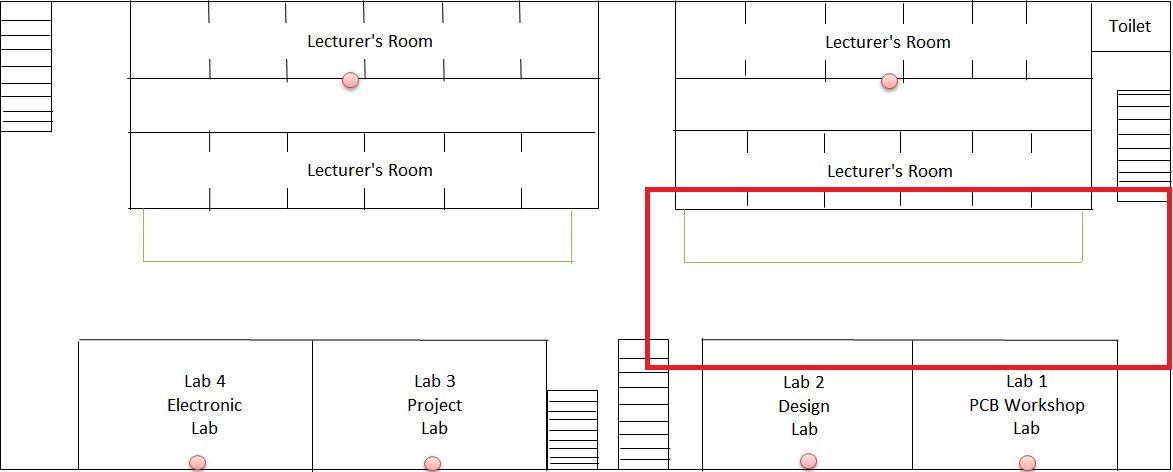 Lecturer's Room
Lecturer's Room
Toilet
Lecturer's Room
Lecturer's Room
Lab 4
Electronic
Lab
Lab 3
Project
Lab
Lab 2
Design
Lab
Lab 1
PCB Workshop
Lab